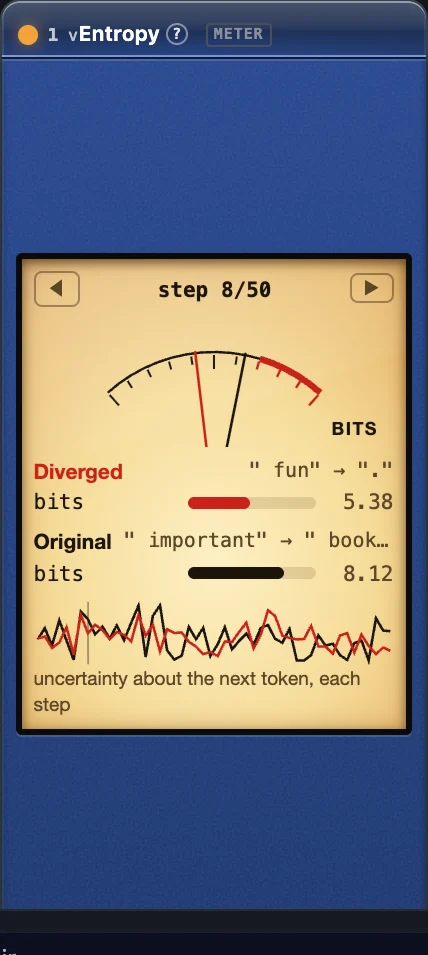 1 vEntropy ? METER
step 8/50
BITS
Diverged " fun" → "."
bits 5.38
Original " important" → " book…
bits 8.12
uncertainty about the next token, each
step